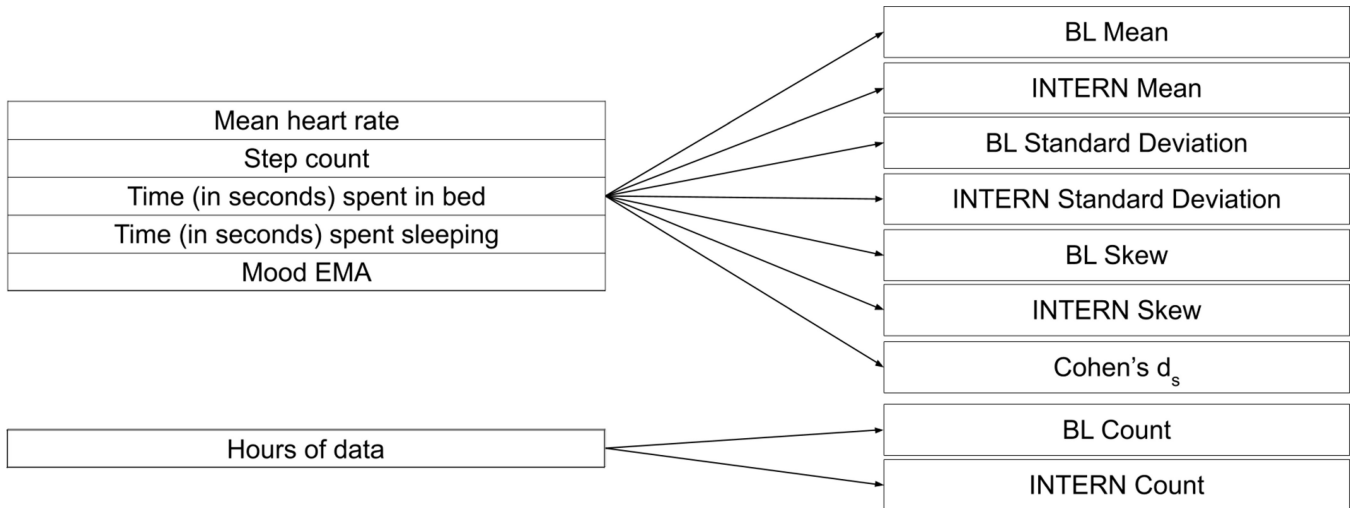 Mean heart rate
Step count
Time (in seconds) spent in bed
Time (in seconds) spent sleeping
Mood EMA
Hours of data
BL Mean
INTERN Mean
BL Standard Deviation
INTERN Standard Deviation
BL Skew
INTERN Skew
Cohen’s ds
BL Count
INTERN Count